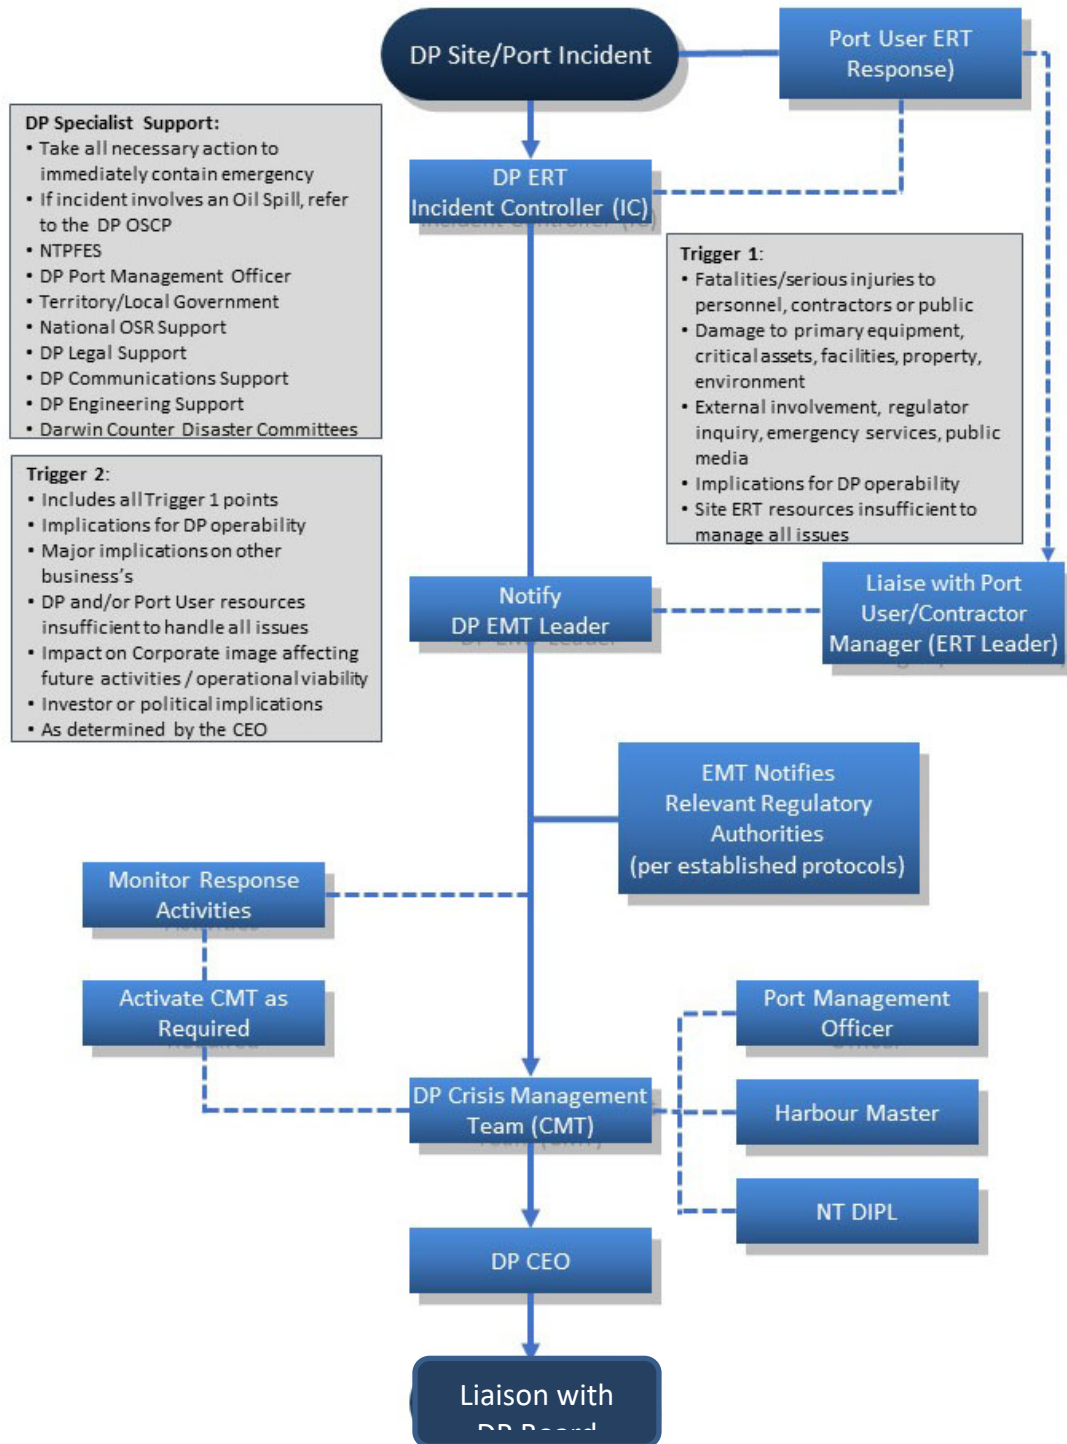 DP Site/Port Incident
Port User ERT
Response)
DP Specialist Support:
• Take all necessary action to
immediately contain emergency
• If incident involves an Oil Spill, refer
to the DP OSCP
• NTPFES
• DP Port Management Officer
• Territory/Local Government
• National OSR Support
• DP Legal Support
• DP Communications Support
• DP Engineering Support
• Darwin Counter Disaster Committees
DP ERT
Incident Controller (IC)
Trigger 1:
• Fatalities/serious injuries to
personnel, contractors or public
• Damage to primary equipment,
critical assets, facilities, property,
environment
• External involvement, regulator
inquiry, emergency services, public
media
• Implications for DP operability
• Site ERT resources insufficient to
manage all issues
Trigger 2:
• Includes all Trigger 1 points
• Implications for DP operability
• Major implications on other
business's
• DP and/or Port User resources
insufficient to handle all issues
• Impact on Corporate image affecting
future activities / operational viability
• Investor or political implications
• As determined by the CEO
Notify
DP EMT Leader
Liaise with Port
User/Contractor
Manager (ERT Leader)
EMT Notifies
Relevant Regulatory
Authorities
(per established protocols)
Monitor Response
Activities
Activate CMT as
Required
Port Management
Officer
DP Crisis Management
Team (CMT)
Harbour Master
NT DIPL
DP CEO
Liaison with
DP Board